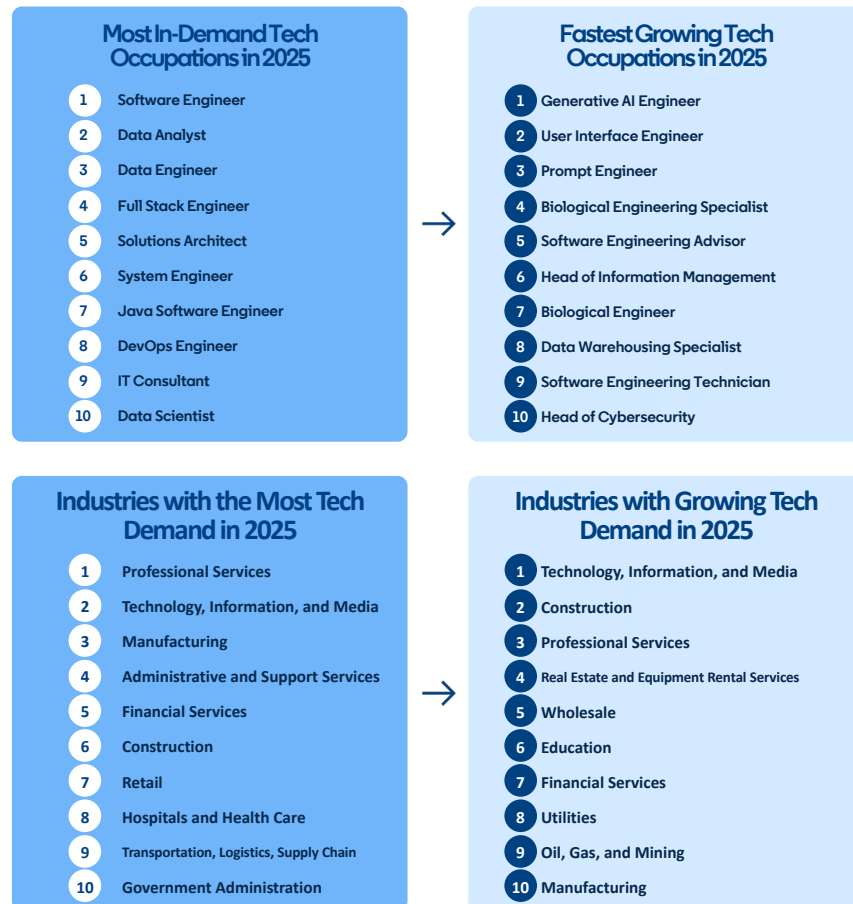 Most In-Demand Tech
Occupations in 2025
1 Software Engineer
2 Data Analyst
3 Data Engineer
4 Full Stack Engineer
5 Solutions Architect
6 System Engineer
7 Java Software Engineer
8 DevOps Engineer
9 IT Consultant
10 Data Scientist
Fastest Growing Tech
Occupations in 2025
1 Generative AI Engineer
2 User Interface Engineer
3 Prompt Engineer
4 Biological Engineering Specialist
5 Software Engineering Advisor
6 Head of Information Management
7 Biological Engineer
8 Data Warehousing Specialist
9 Software Engineering Technician
10 Head of Cybersecurity
Industries with the Most Tech
Demand in 2025
1 Professional Services
2 Technology, Information, and Media
3 Manufacturing
4 Administrative and Support Services
5 Financial Services
6 Construction
7 Retail
8 Hospitals and Health Care
9 Transportation, Logistics, Supply Chain
10 Government Administration
Industries with Growing Tech
Demand in 2025
1 Technology, Information, and Media
2 Construction
3 Professional Services
4 Real Estate and Equipment Rental Services
5 Wholesale
6 Education
7 Financial Services
8 Utilities
9 Oil, Gas, and Mining
10 Manufacturing